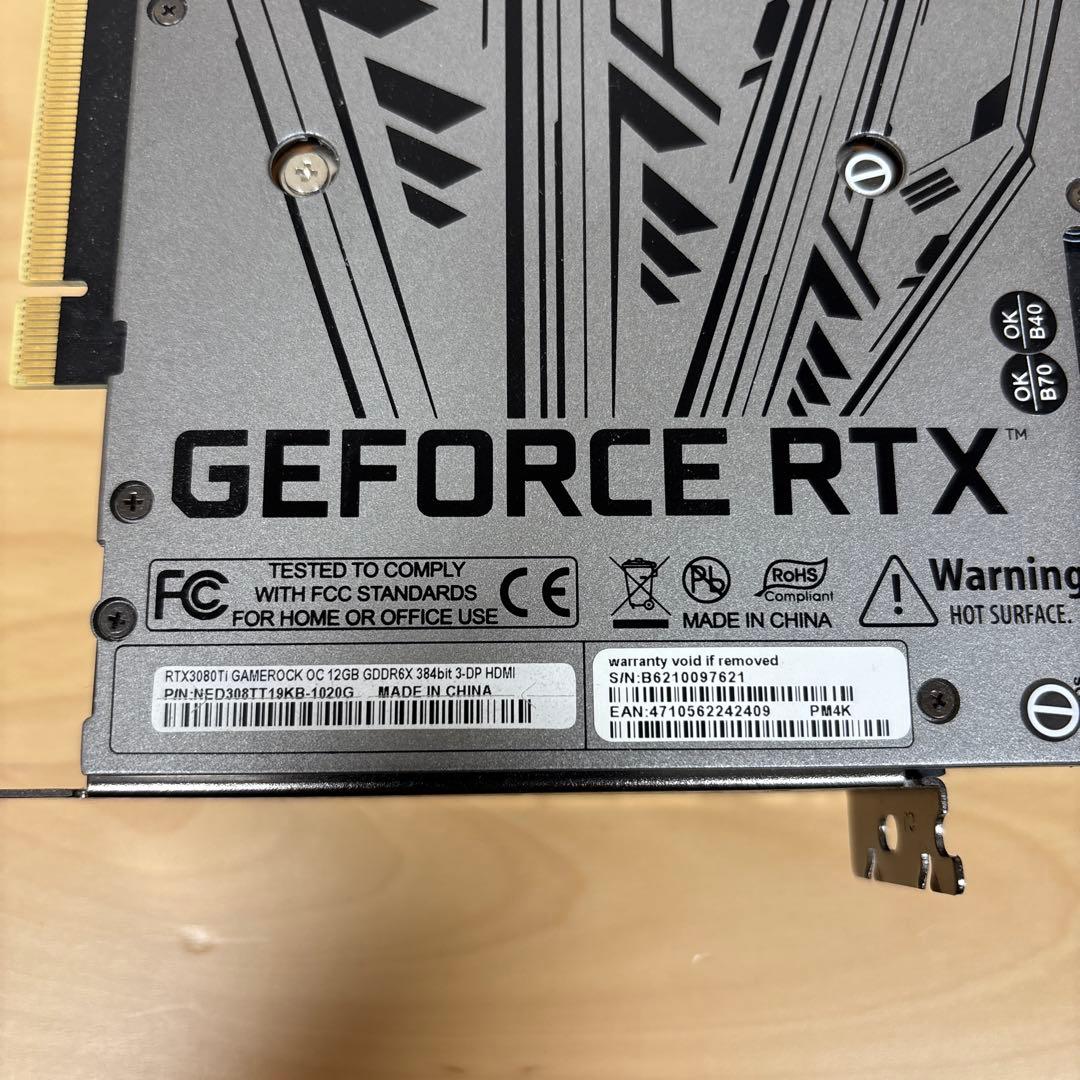 OK
B40
OK
B70
GEFORCE RTX™
FC
TESTED TO COMPLY
WITH FCC STANDARDS
FOR HOME OR OFFICE USE
CE
Pb
RoHS
Compliant
MADE IN CHINA
Warning
HOT SURFACE.
RTX3080Ti GAMEROCK OC 12GB GDDR6X 384bit 3-DP HDMI
P/N:NED308TT19KB-1020G MADE IN CHINA
warranty void if removed
S/N:B6210097621
EAN:4710562242409 PM4K